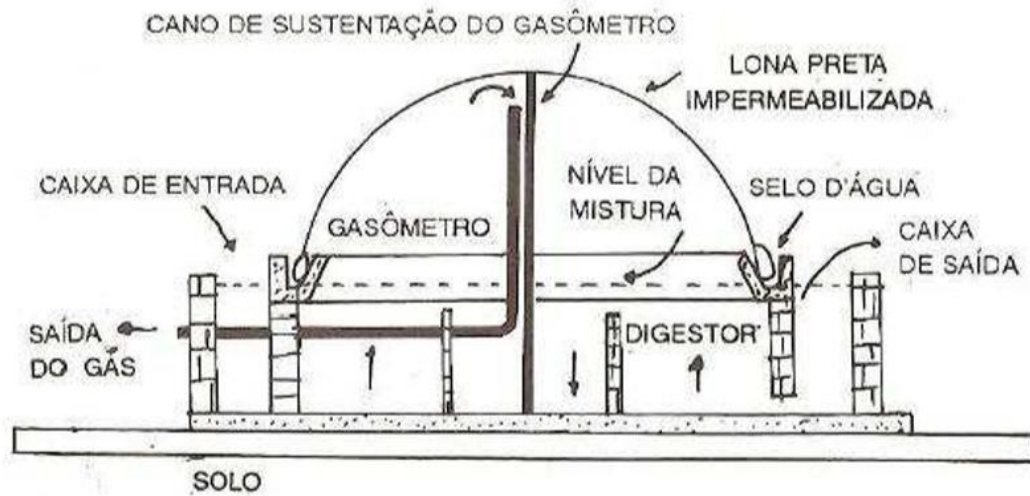 CANO DE SUSTENTAÇÃO DO GASÔMETRO
LONA PRETA
IMPERMEABILIZADA
CAIXA DE ENTRADA
NÍVEL DA
MISTURA
SELO D'ÁGUA
GASÔMETRO
CAIXA
DE SAÍDA
SAÍDA
DO GÁS
DIGESTOR
SOLO